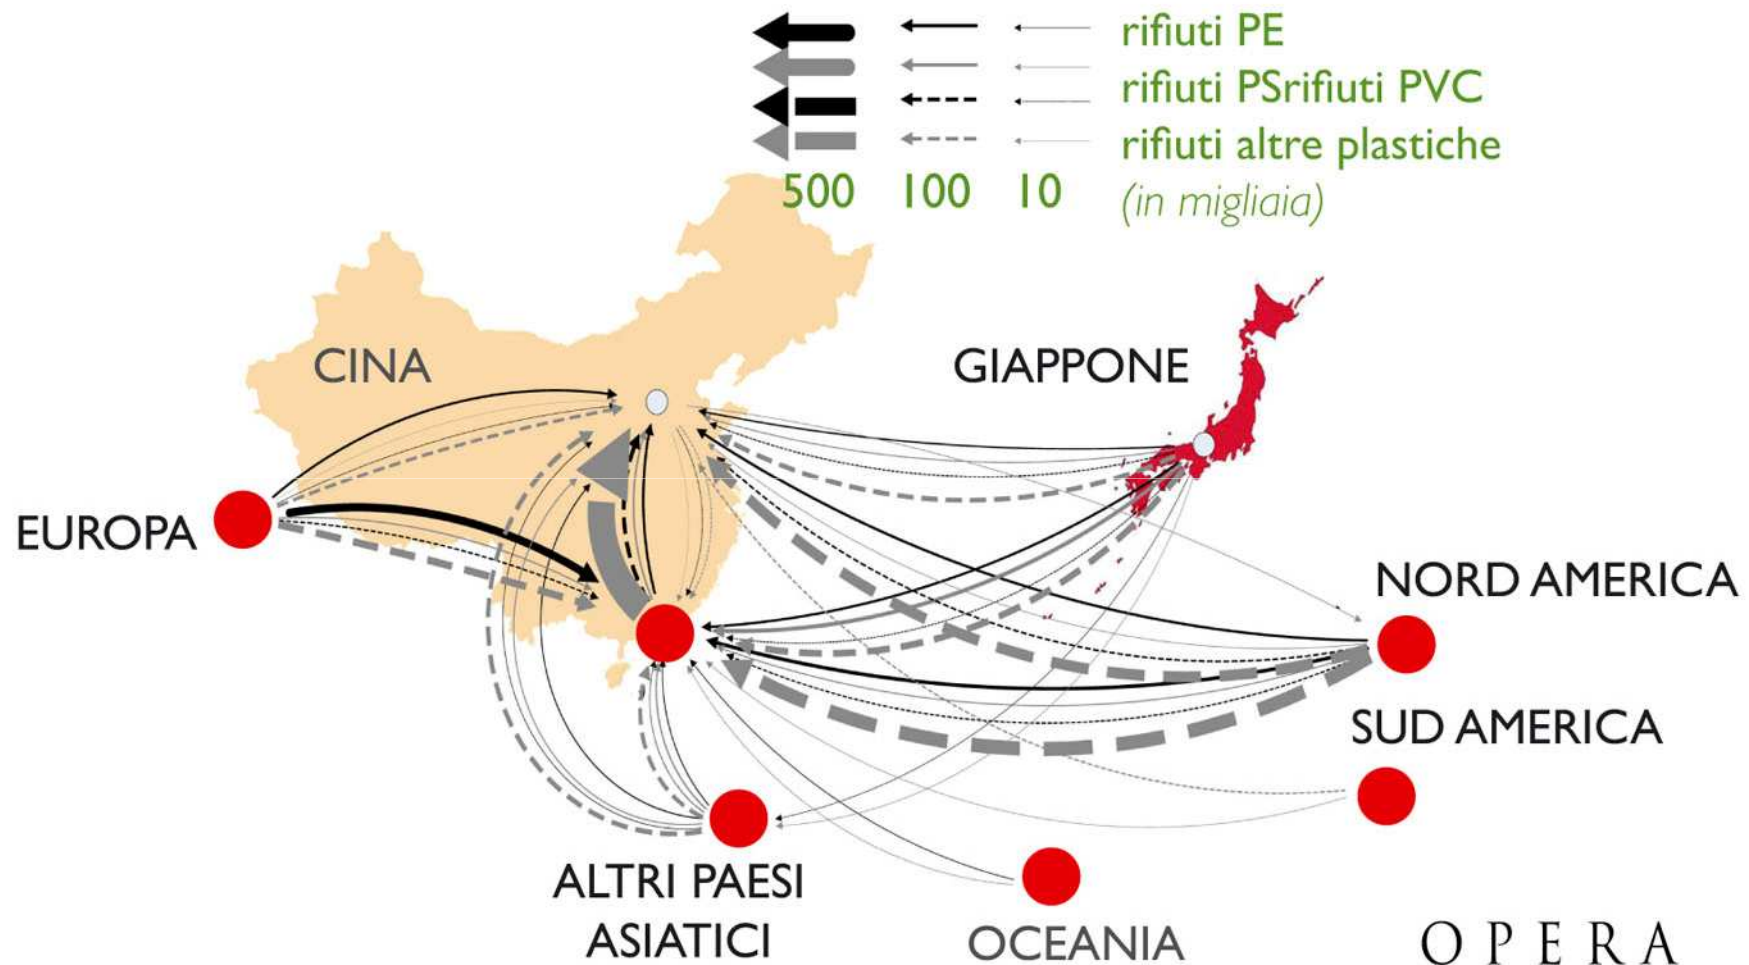 rifiuti PE
rifiuti PSrifiuti PVC
rifiuti altre plastiche
500 100 10 (in migliaia)
CINA
GIAPPONE
EUROPA
NORD AMERICA
SUD AMERICA
ALTRI PAESI
ASIATICI
OCEANIA
OPERA